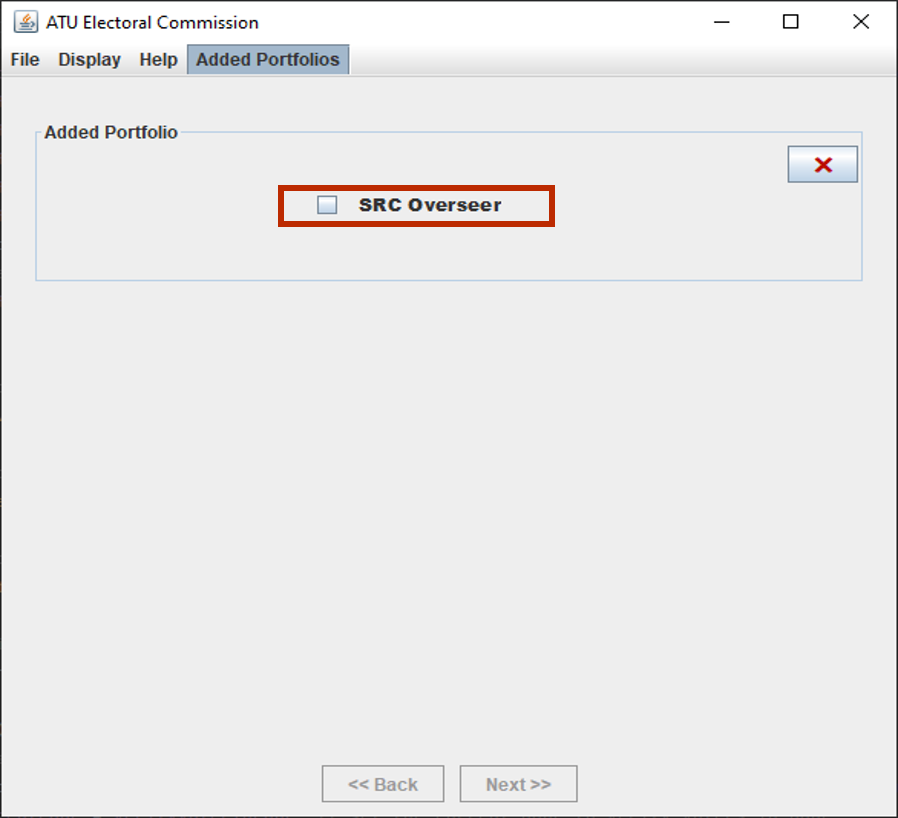 ATU Electoral Commission
File Display Help Added Portfolios
Added Portfolio
SRC Overseer
<< Back Next >>